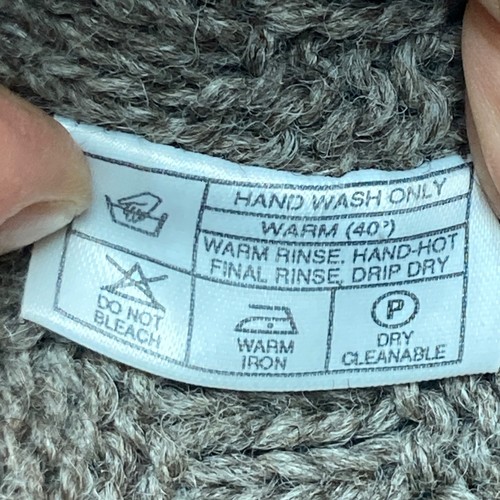 HAND WASH ONLY
WARM (40°)
WARM RINSE, HAND-HOT
FINAL RINSE, DRIP DRY
DO NOT
BLEACH
WARM
IRON
P
DRY
CLEANABLE